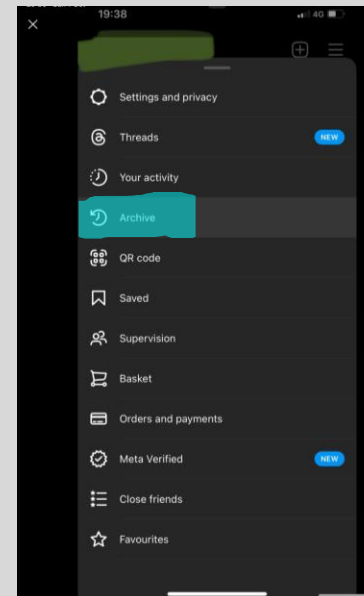 19:38
4G
Settings and privacy
Threads NEW
Your activity
Archive
QR code
Saved
Supervision
Basket
Orders and payments
Meta Verified NEW
Close friends
Favourites